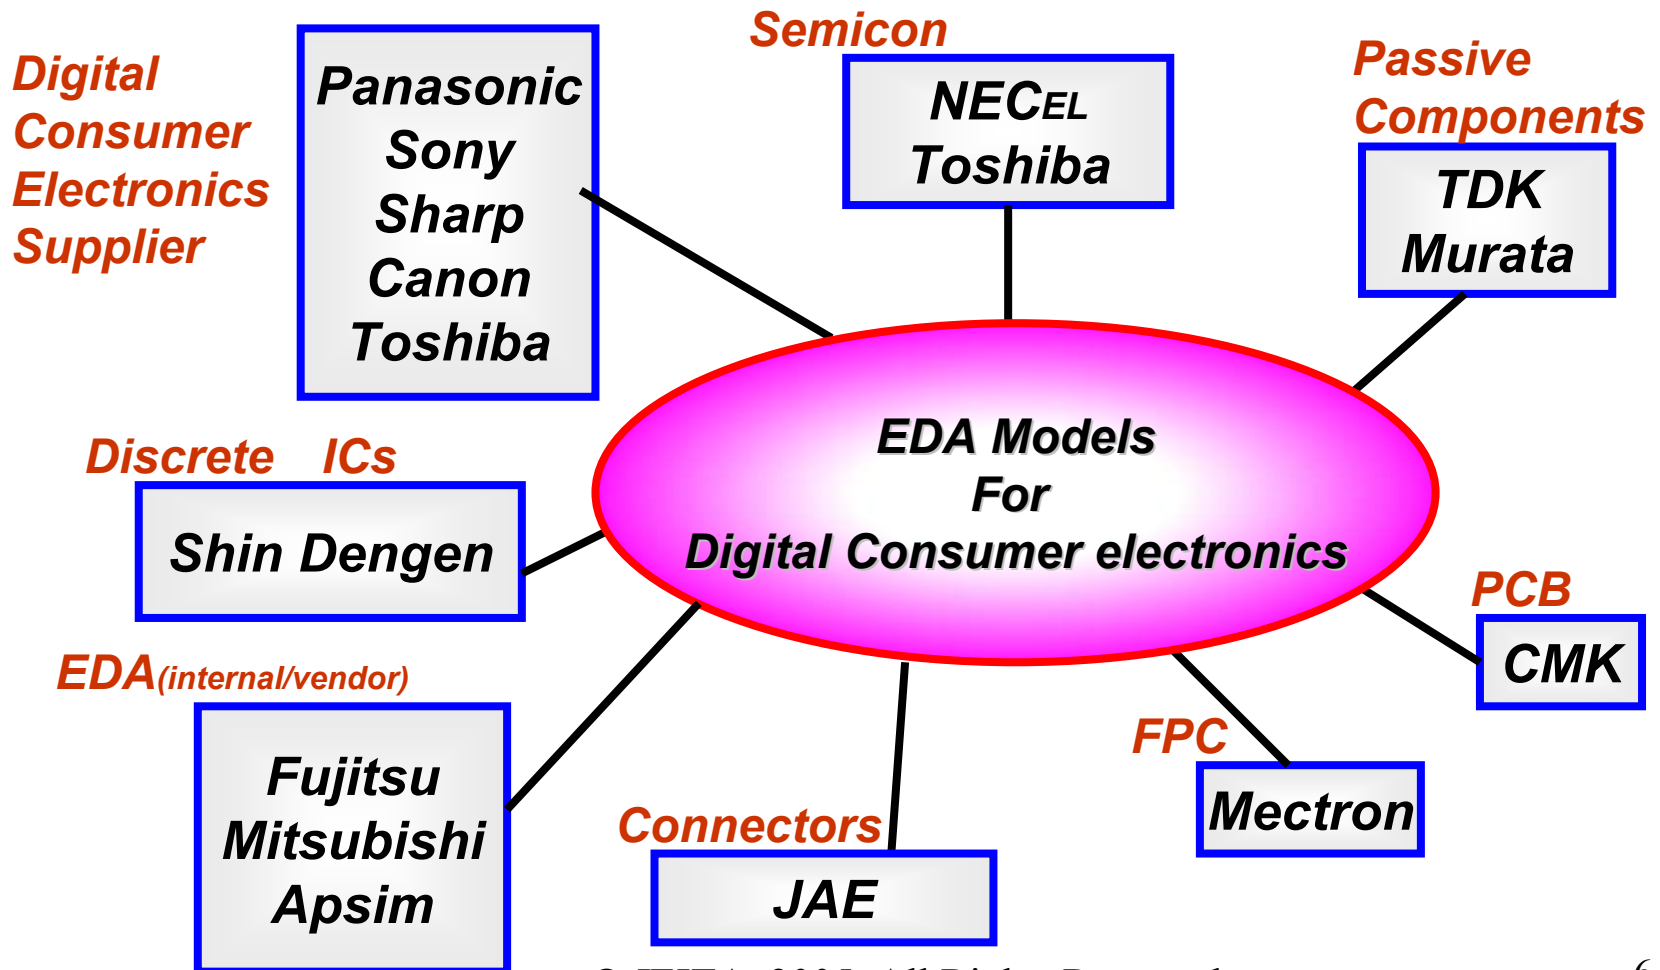 Semicon
Digital
Consumer
Electronics
Supplier
Panasonic
Sony
Sharp
Canon
Toshiba
NECEL
Toshiba
Passive
Components
TDK
Murata
EDA Models
For
Digital Consumer electronics
Discrete ICs
Shin Dengen
EDA(internal/vendor)
Fujitsu
Mitsubishi
Apsim
Connectors
JAE
FPC
Mectron
PCB
CMK